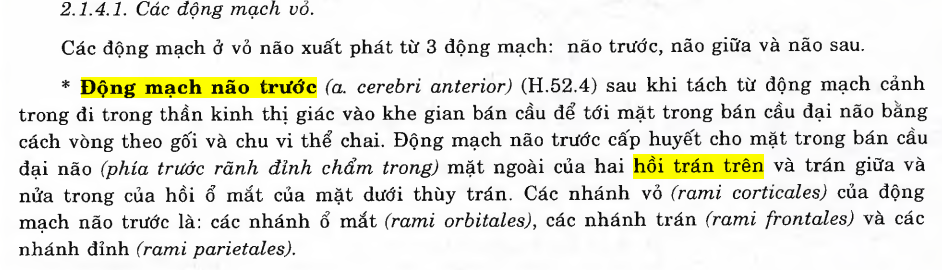 2.1.4.1. Các động mạch vỏ.
Các động mạch ở vỏ não xuất phát từ 3 động mạch: não trước, não giữa và não sau.
* Động mạch não trước (a. cerebri anterior) (H.52.4) sau khi tách từ động mạch cảnh
trong đi trong thần kinh thị giác vào khe gian bán cầu để tới mặt trong bán cầu đại não bằng
cách vòng theo gối và chu vi thể chai. Động mạch não trước cấp huyết cho mặt trong bán cầu
đại não (phía trước rãnh đỉnh chẩm trong) mặt ngoài của hai hồi trán trên và trán giữa và
nửa trong của hồi ổ mắt của mặt dưới thùy trán. Các nhánh vỏ (rami corticales) của động
mạch não trước là: các nhánh ổ mắt (rami orbitales), các nhánh trán (rami frontales) và các
nhánh đỉnh (rami parietales).